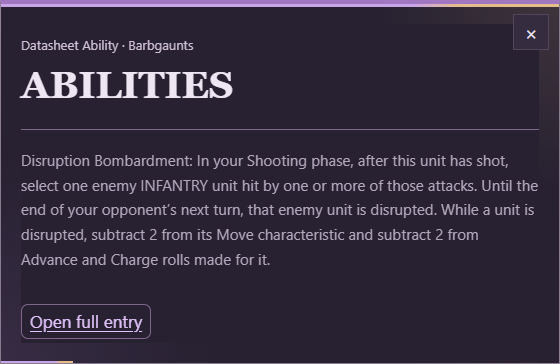 Datasheet Ability · Barbgaunts
×
ABILITIES
Disruption Bombardment: In your Shooting phase, after this unit has shot,
select one enemy INFANTRY unit hit by one or more of those attacks. Until the
end of your opponent’s next turn, that enemy unit is disrupted. While a unit is
disrupted, subtract 2 from its Move characteristic and subtract 2 from
Advance and Charge rolls made for it.
Open full entry